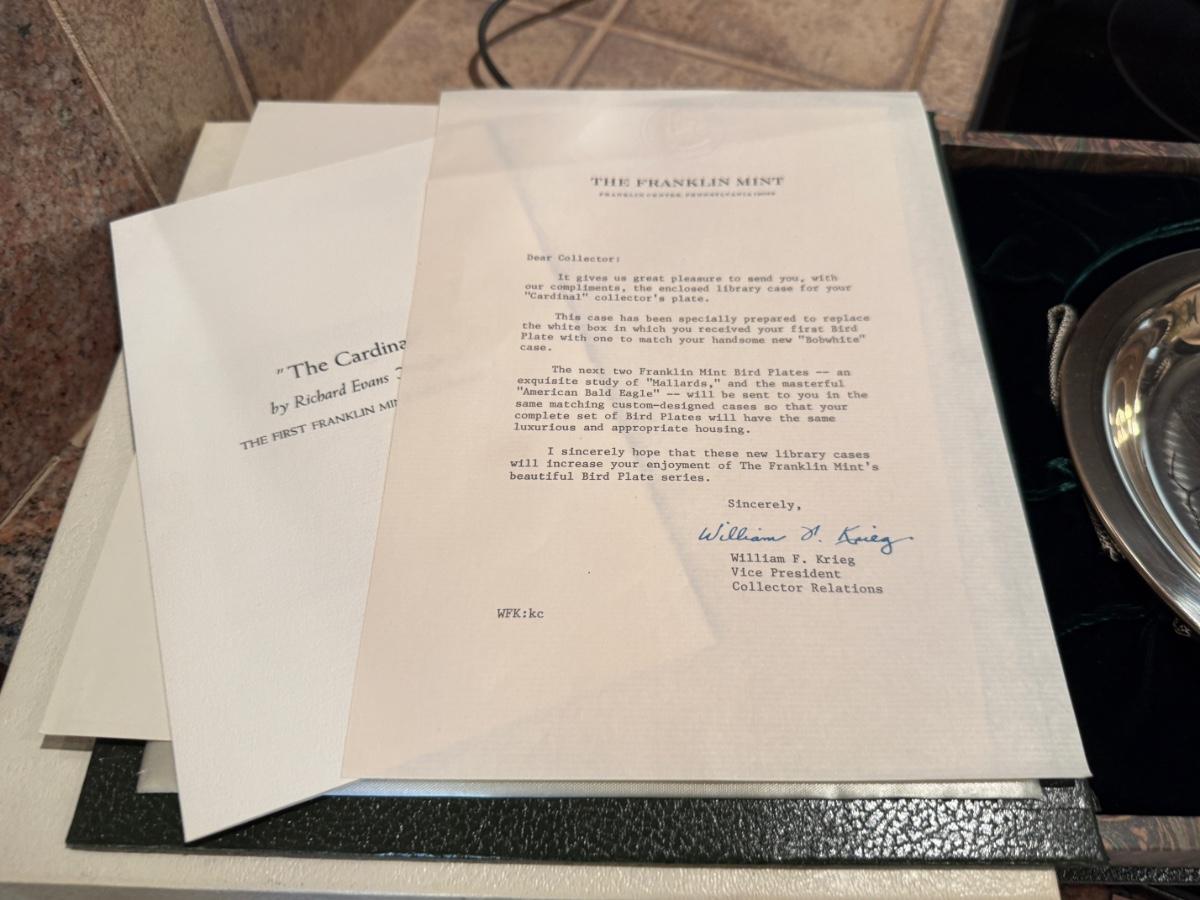 THE FRANKLIN MINT
FRANKLIN CENTER, PENNSYLVANIA
Dear Collector:
It gives us great pleasure to send you, with
our compliments, the enclosed library case for your
"Cardinal" collector's plate.
This case has been specially prepared to replace
the white box in which you received your first Bird
Plate with one to match your handsome new "Bobwhite"
case.
The next two Franklin Mint Bird Plates -- an
exquisite study of "Mallards," and the masterful
"American Bald Eagle" -- will be sent to you in the
same matching custom-designed cases so that your
complete set of Bird Plates will have the same
luxurious and appropriate housing.
I sincerely hope that these new library cases
will increase your enjoyment of The Franklin Mint's
beautiful Bird Plate series.
Sincerely,
William F. Krieg
William F. Krieg
Vice President
Collector Relations
WFK:kc
"The Cardina
by Richard Evans
THE FIRST FRANKLIN MIN